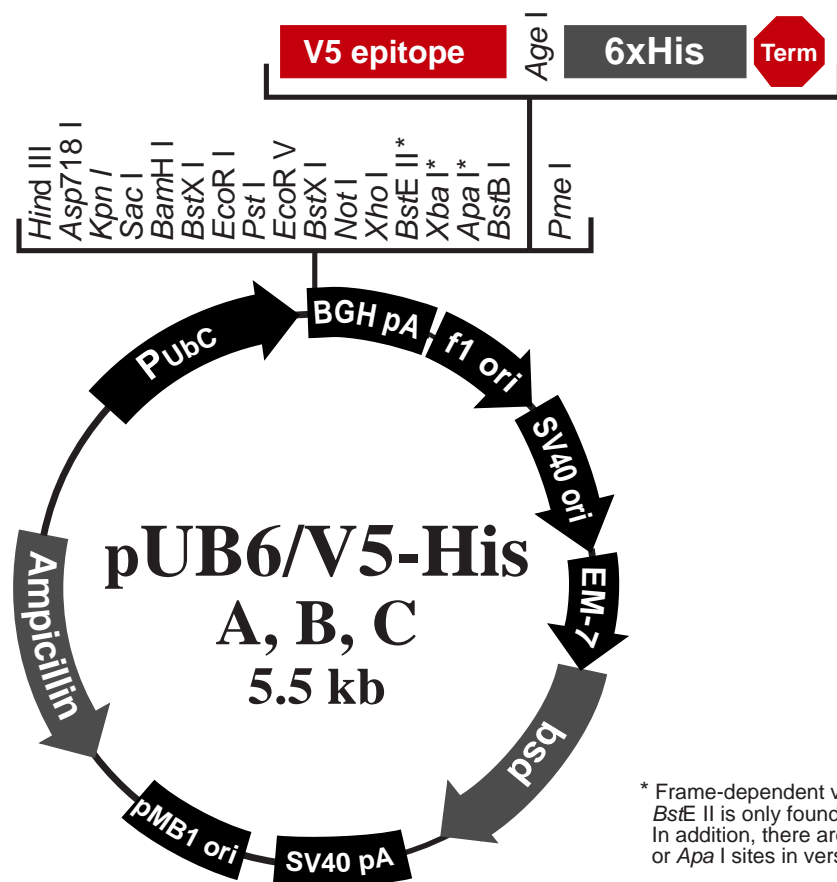 V5 epitope
Age I
6xHis
Term
Hind III
Asp718 I
Kpn I
Sac I
BamH I
BstX I
EcoR I
Pst I
EcoR V
BstX I
Not I
Xho I
BstE II*
Xba I*
Apa I*
BstB I
Pme I
PUbC
BGH pA
f1 ori
SV40 ori
EM-7
bsd
SV40 pA
pMB1 ori
Ampicillin
pUB6/V5-His
A, B, C
5.5 kb
* Frame-dependent v
BstE II is only found
In addition, there are
or Apa I sites in vers